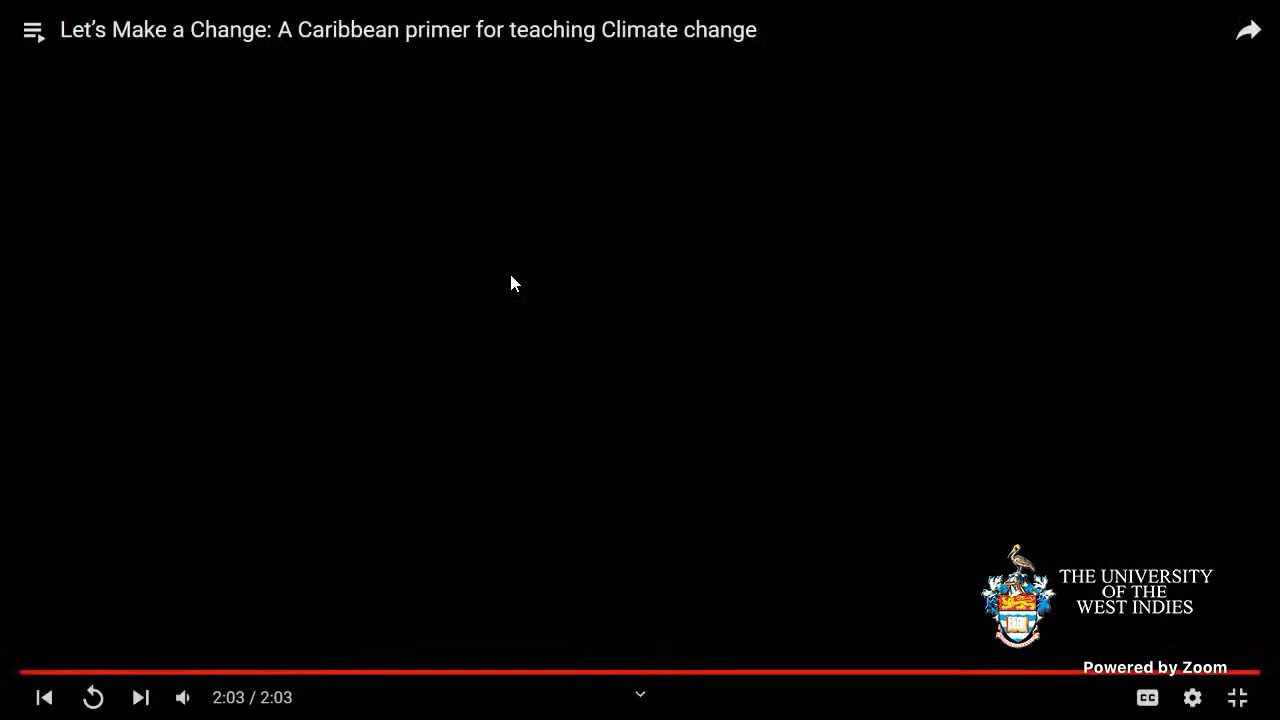 Let's Make a Change: A Caribbean primer for teaching Climate change
THE UNIVERSITY
OF THE
WEST INDIES
Powered by Zoom
2:03 / 2:03
CC